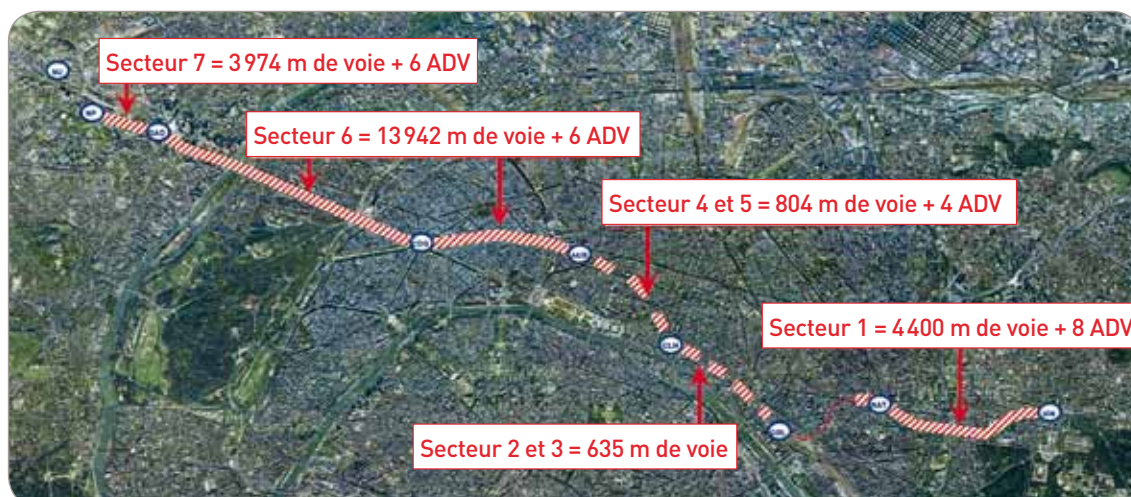 Secteur 7 = 3 974 m de voie + 6 ADV
Secteur 6 = 13 942 m de voie + 6 ADV
Secteur 4 et 5 = 804 m de voie + 4 ADV
Secteur 1 = 4 400 m de voie + 8 ADV
Secteur 2 et 3 = 635 m de voie